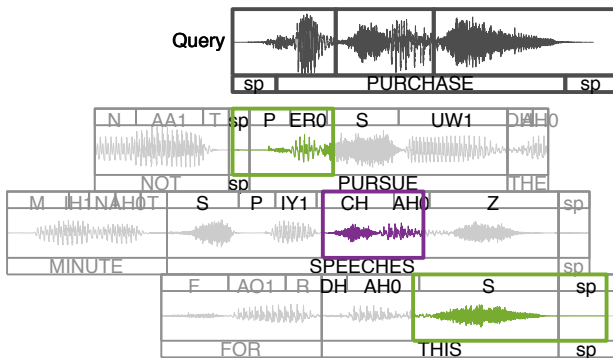 Query
sp PURCHASE sp
N AA1 T sp P ER0 S UW1 DH AH0
NOT sp PURSUE THE
M IH1 N AH0 T S P IY1 CH AH0 Z sp
MINUTE SPEECHES sp
F AO1 R DH AH0 S sp
FOR THIS sp